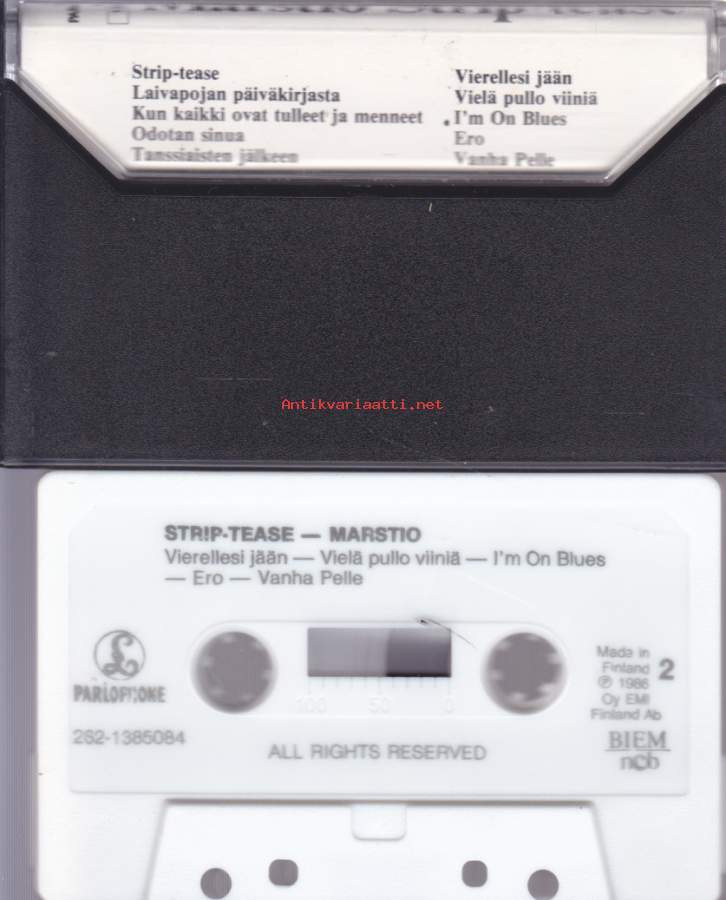 Strip-tease
Laivapojan päiväkirjasta
Kun kaikki ovat tulleet ja menneet
Odotan sinua
Tanssiaisten jälkeen
Vierellesi jään
Vielä pullo viiniä
I'm On Blues
Ero
Vanha Pelle
Antikvariaatti.net
STRIP-TEASE — MARSTIO
Vierellesi jään — Vielä pullo viiniä — I'm On Blues
— Ero — Vanha Pelle
PARLOPHONE
262-1385084
100 50 0
Made in
Finland 2
℗ 1986
Oy EMI
Finland Ab
BIEM
ncb
ALL RIGHTS RESERVED